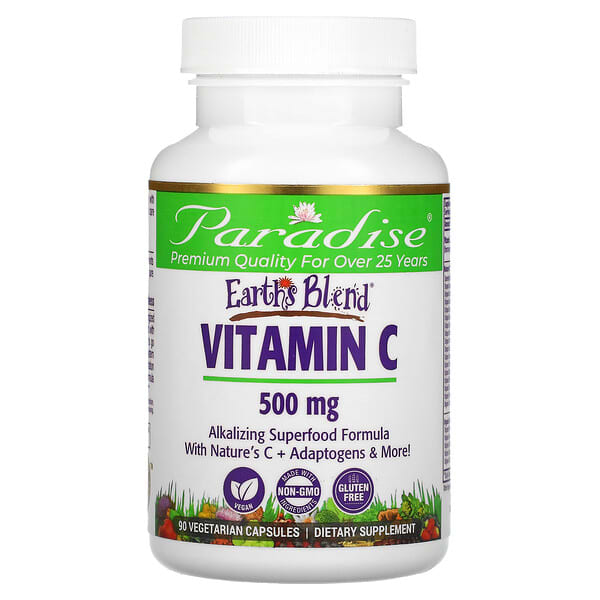 Paradise®
Premium Quality For Over 25 Years
Earth's Blend®
VITAMIN C
500 mg
Alkalizing Superfood Formula
With Nature's C + Adaptogens & More!
VEGAN
MADE WITH
NON-GMO
INGREDIENTS
GLUTEN
FREE
90 VEGETARIAN CAPSULES | DIETARY SUPPLEMENT